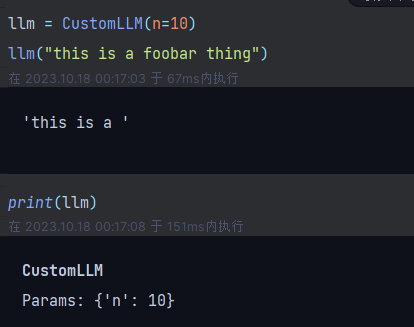 llm = CustomLLM(n=10)
llm("this is a foobar thing")
在 2023.10.18 00:17:03 于 67ms内执行
'this is a '
print(llm)
在 2023.10.18 00:17:08 于 151ms内执行
CustomLLM
Params: {'n': 10}